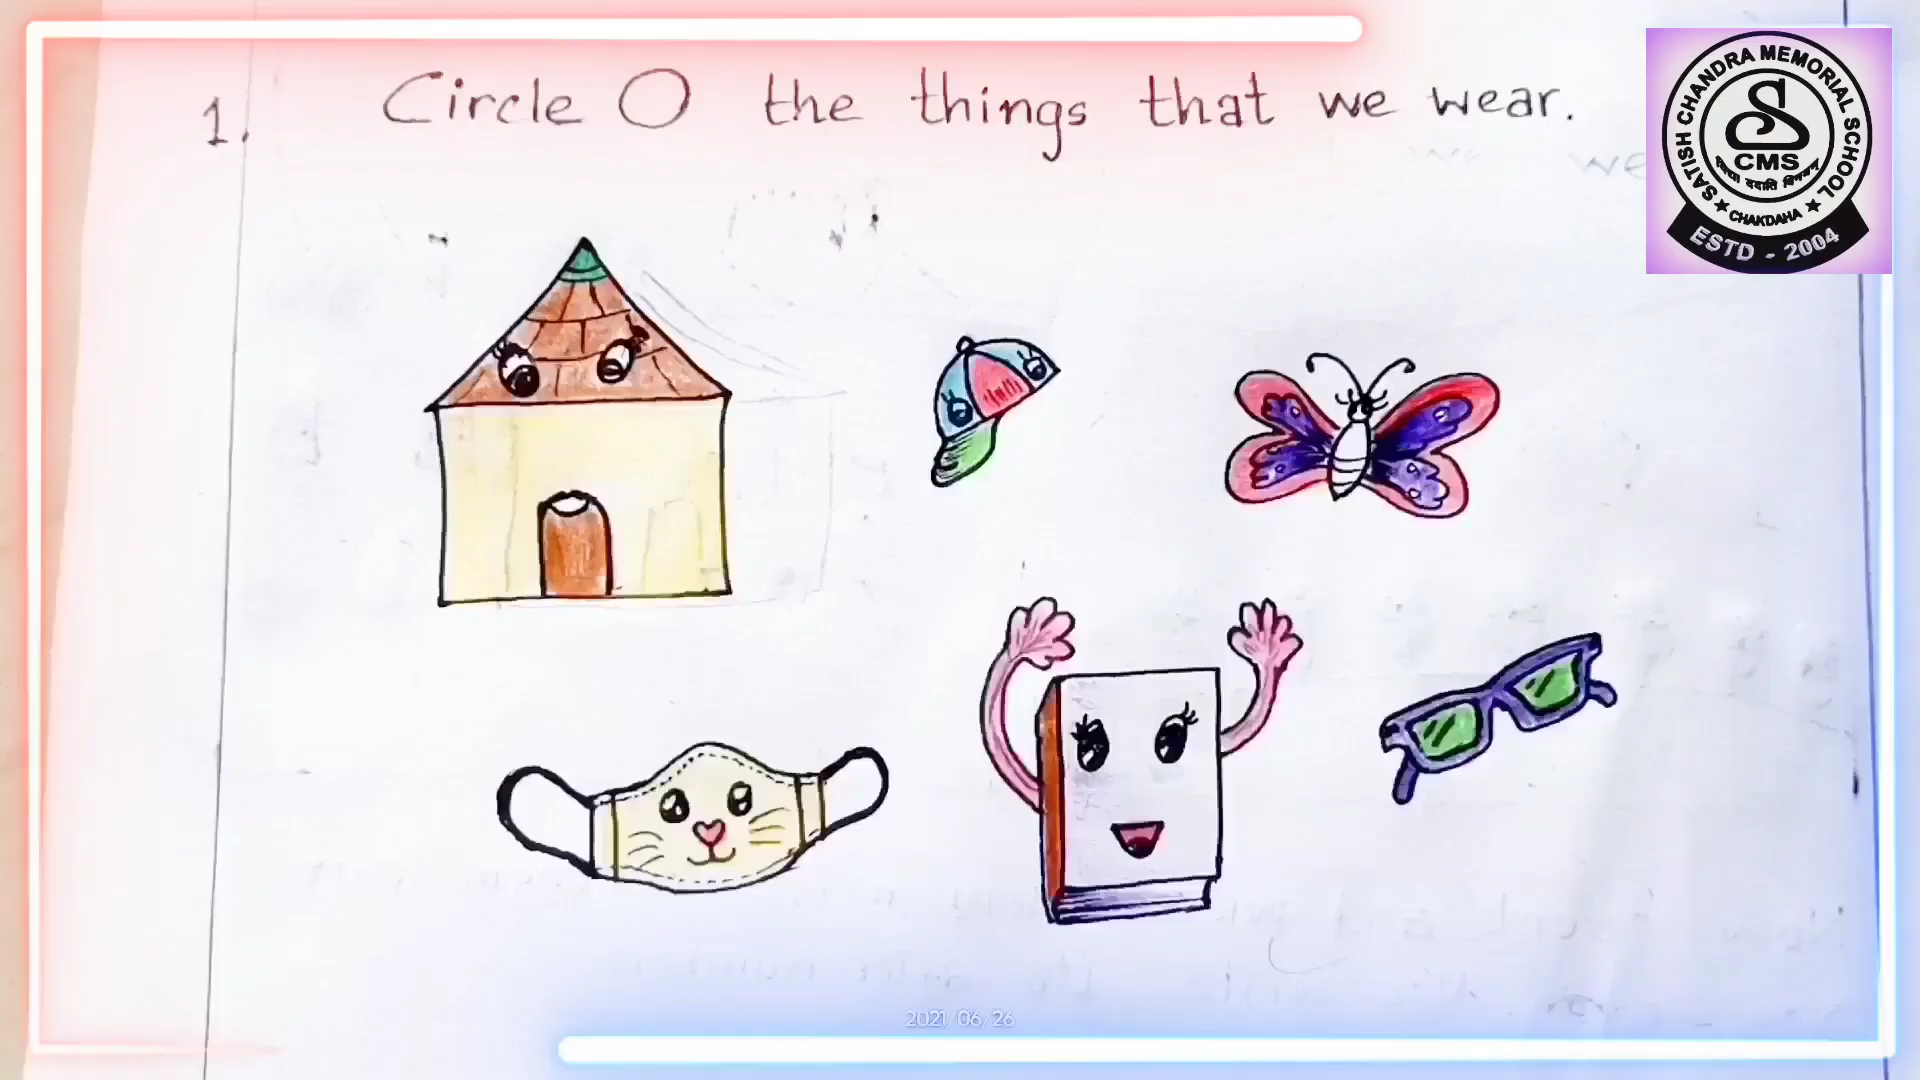 1. Circle O the things that we wear.
SATISH CHANDRA MEMORIAL SCHOOL
S
CMS
★ CHAKDAHA ★
ESTD - 2004
2021/06/26